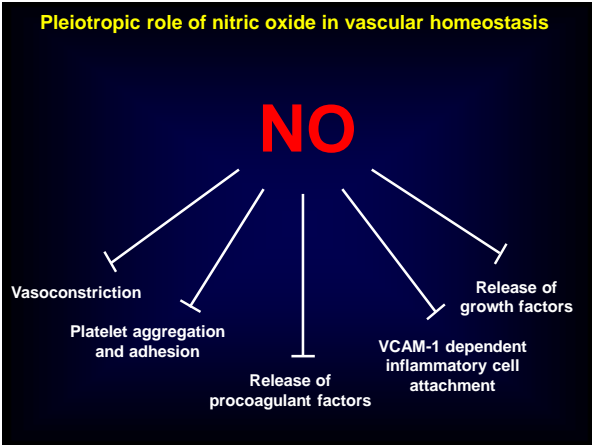 Pleiotropic role of nitric oxide in vascular homeostasis
NO
Vasoconstriction
Platelet aggregation
and adhesion
Release of
procoagulant factors
VCAM-1 dependent
inflammatory cell
attachment
Release of
growth factors